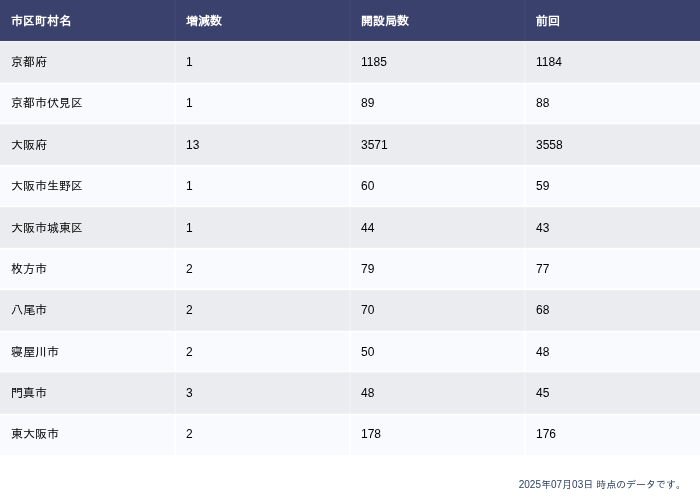 市区町村名 増減数 開設局数 前回
京都府 1 1185 1184
京都市伏見区 1 89 88
大阪府 13 3571 3558
大阪市生野区 1 60 59
大阪市城東区 1 44 43
枚方市 2 79 77
八尾市 2 70 68
寝屋川市 2 50 48
門真市 3 48 45
東大阪市 2 178 176
2025年07月03日 時点のデータです。